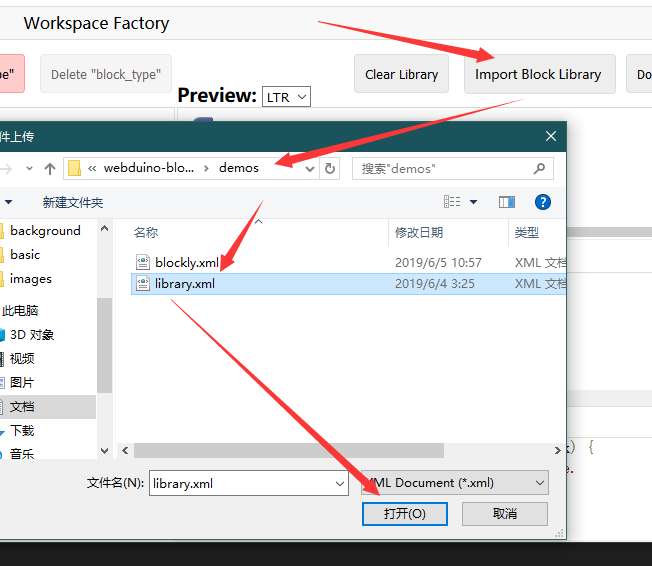 Workspace Factory
e"
Delete "block_type"
Clear Library
Import Block Library
Do
Preview:
LTR
件上传
« webduino-blo... › demos
搜索"demos"
新建文件夹
background
basic
images
此电脑
3D 对象
视频
图片
文档
下载
音乐
名称 修改日期 类型
blockly.xml 2019/6/5 10:57 XML 文档
library.xml 2019/6/4 3:25 XML 文档
) {
e.
文件名(N): library.xml
XML Document (*.xml)
打开(O) 取消